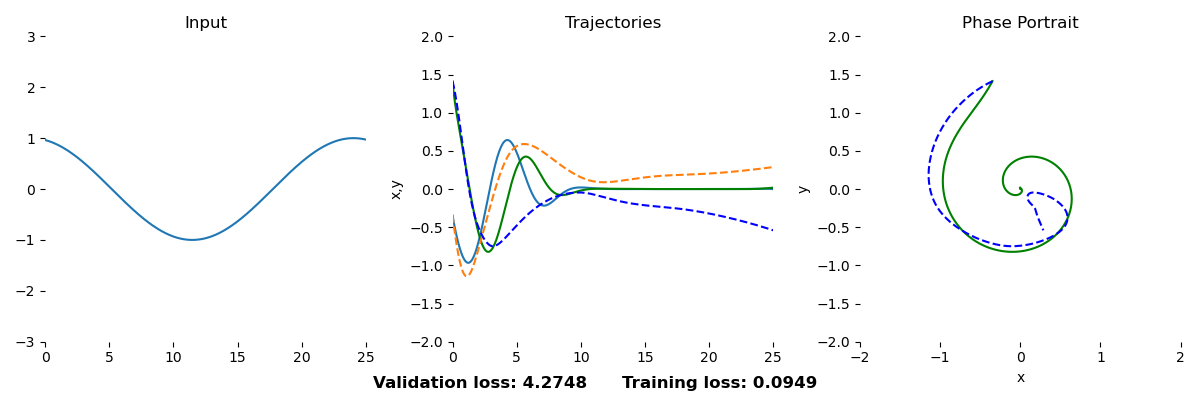 Input
3
2
1
0
−1
−2
−3
0 5 10 15 20 25
Trajectories
x,y
2.0
1.5
1.0
0.5
0.0
−0.5
−1.0
−1.5
−2.0
0 5 10 15 20 25
Phase Portrait
y
2.0
1.5
1.0
0.5
0.0
−0.5
−1.0
−1.5
−2.0
−2 −1 0 1 2
x
Validation loss: 4.2748 Training loss: 0.0949